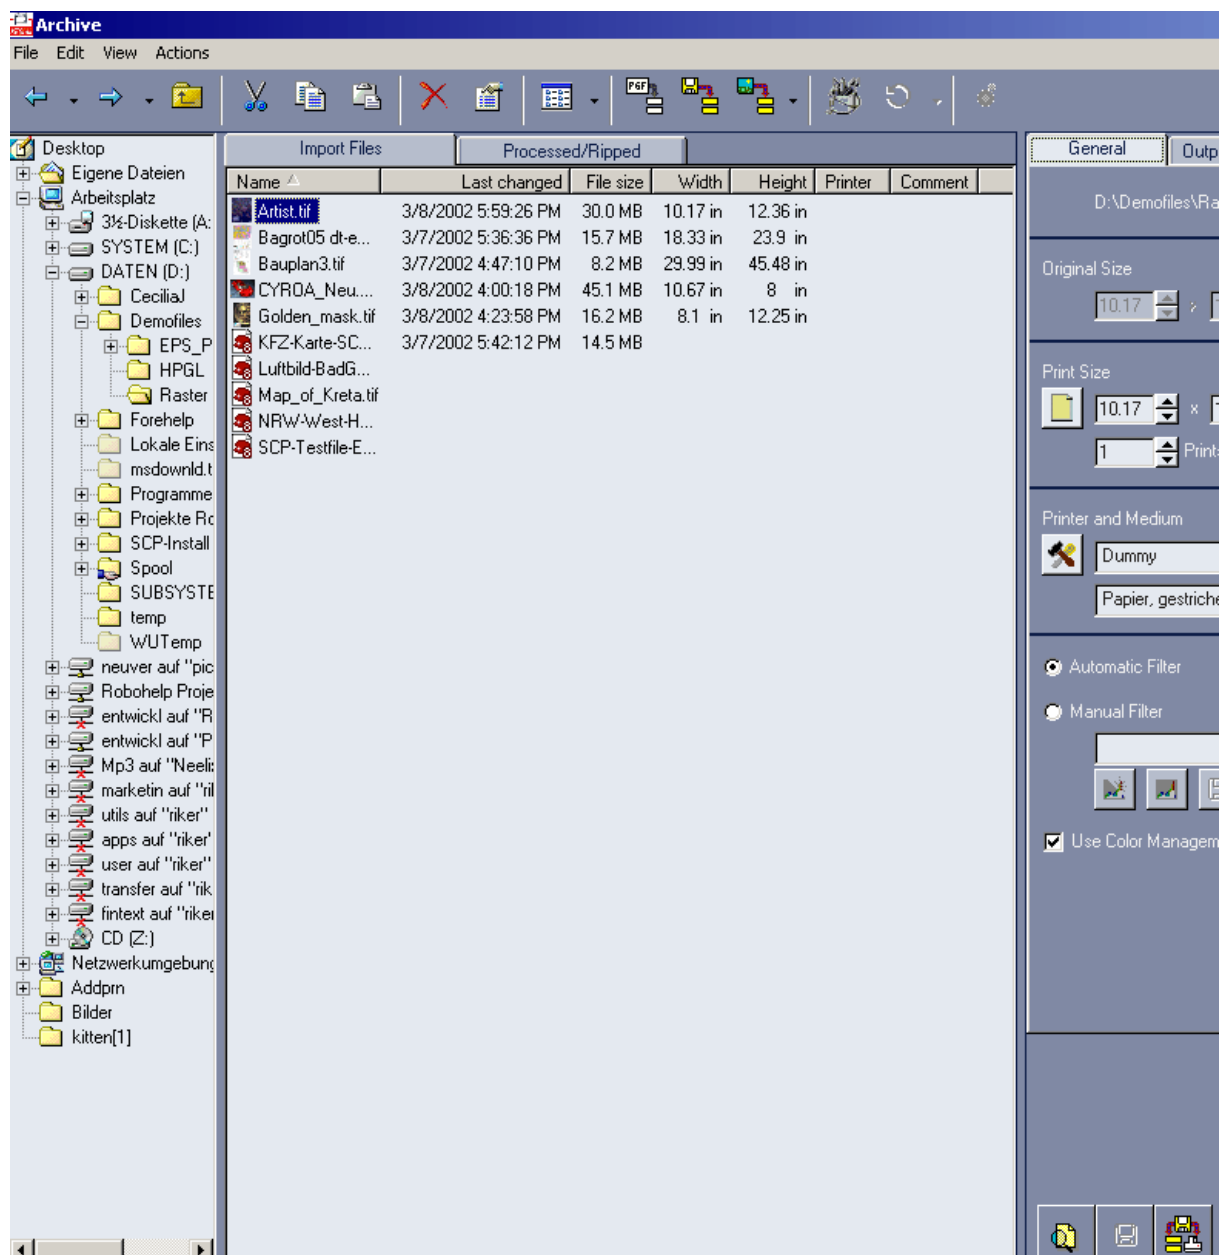 Archive
File Edit View Actions
PGF
Desktop
Eigene Dateien
Arbeitsplatz
3½-Diskette (A:
SYSTEM (C:)
DATEN (D:)
CeciliaJ
Demofiles
EPS_P
HPGL
Raster
Forehelp
Lokale Eins
msdownld.t
Programme
Projekte Ro
SCP-Install
Spool
SUBSYSTE
temp
WUTemp
neuver auf "pic
Robohelp Proje
entwickl auf "R
entwickl auf "P
Mp3 auf "Neelix
marketin auf "ril
utils auf "riker"
apps auf "riker"
user auf "riker"
transfer auf "rik
fintext auf "riker
CD (Z:)
Netzwerkumgebung
Addprn
Bilder
kitten[1]
Import Files Processed/Ripped
Name Last changed File size Width Height Printer Comment
Artist.tif 3/8/2002 5:59:26 PM 30.0 MB 10.17 in 12.36 in
Bagrot05 dt-e... 3/7/2002 5:36:36 PM 15.7 MB 18.33 in 23.9 in
Bauplan3.tif 3/7/2002 4:47:10 PM 8.2 MB 29.99 in 45.48 in
CYROA_Neu.... 3/8/2002 4:00:18 PM 45.1 MB 10.67 in 8 in
Golden_mask.tif 3/8/2002 4:23:58 PM 16.2 MB 8.1 in 12.25 in
KFZ-Karte-SC... 3/7/2002 5:42:12 PM 14.5 MB
Luftbild-BadG...
Map_of_Kreta.tif
NRW-West-H...
SCP-Testfile-E...
General Outp
D:\Demofiles\Ra
Original Size
10.17 x
Print Size
10.17 x
1 Prints
Printer and Medium
Dummy
Papier, gestriche
Automatic Filter
Manual Filter
Use Color Managem